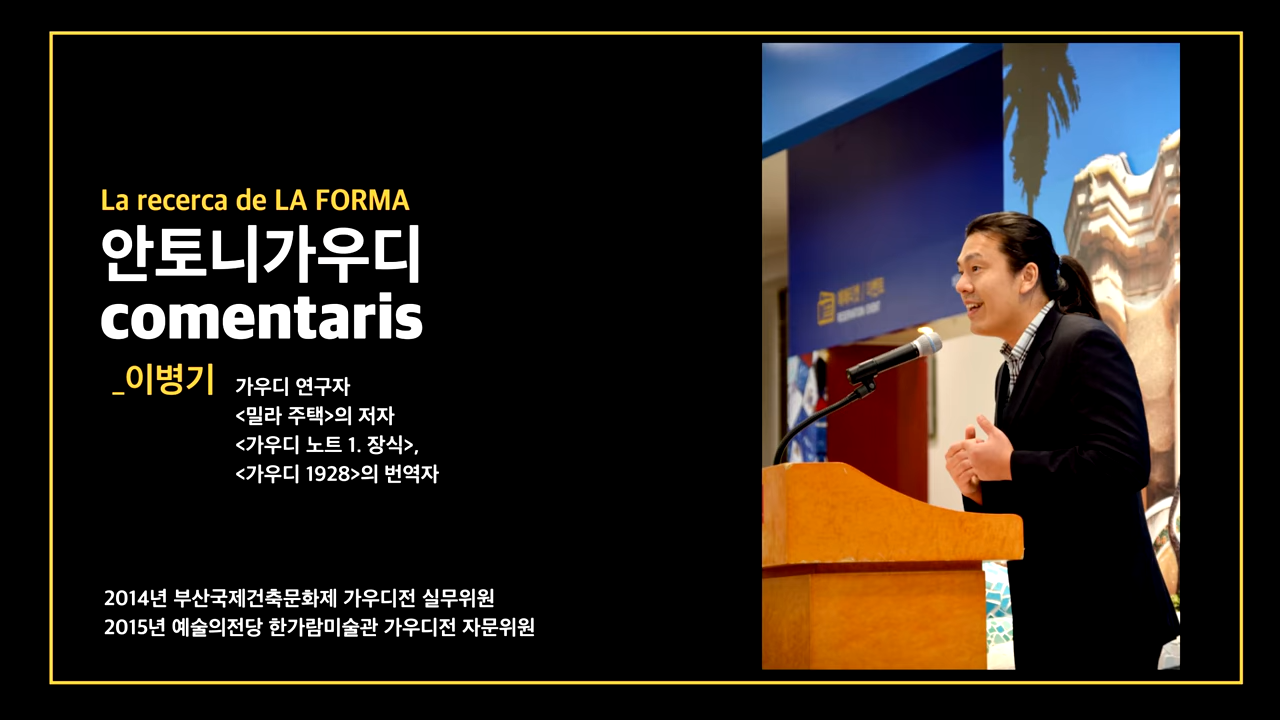 La recerca de LA FORMA
안토니가우디
comentaris
_이병기
가우디 연구자
<밀라 주택>의 저자
<가우디 노트 1. 장식>,
<가우디 1928>의 번역자
2014년 부산국제건축문화제 가우디전 실무위원
2015년 예술의전당 한가람미술관 가우디전 자문위원